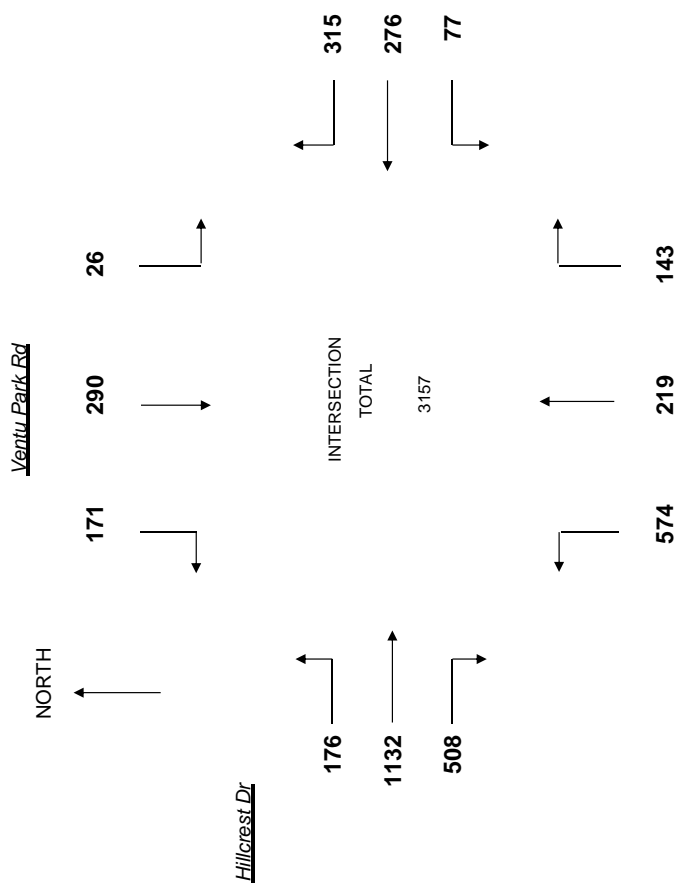 Ventu Park Rd
NORTH
171
290
26
Hillcrest Dr
315
276
77
INTERSECTION
TOTAL
3157
176
1132
508
574
219
143